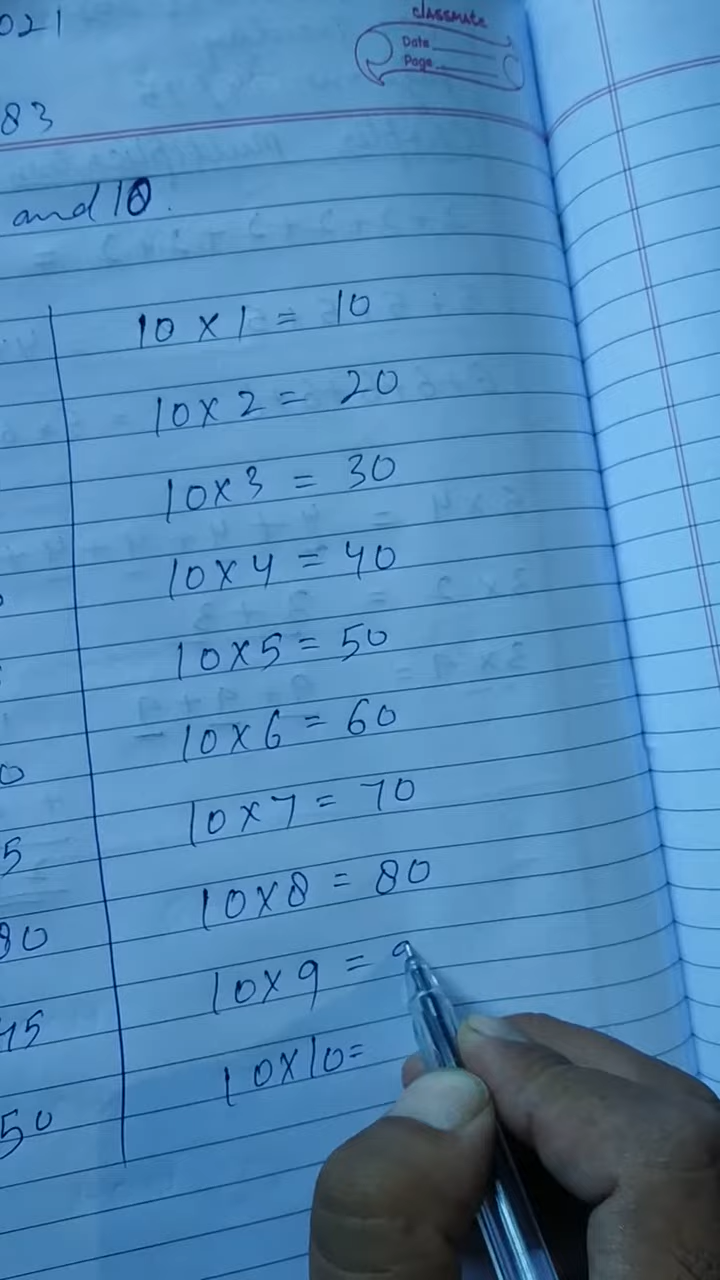 021
classmate
Date
Page
83
and 10.
10 × 1 = 10
10 × 2 = 20
10 × 3 = 30
10 × 4 = 40
10 × 5 = 50
10 × 6 = 60
0
10 × 7 = 70
5
10 × 8 = 80
30
10 × 9 = 9
45
10 × 10 =
50